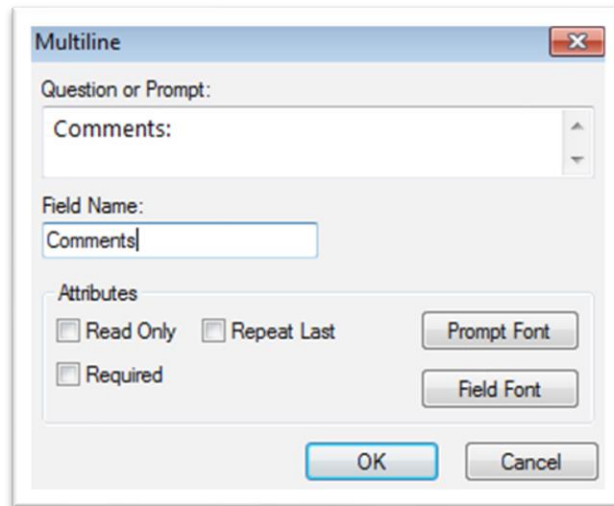 Multiline
Question or Prompt:
Comments:
Field Name:
Comments
Attributes
Read Only Repeat Last Prompt Font
Required
Field Font
OK Cancel